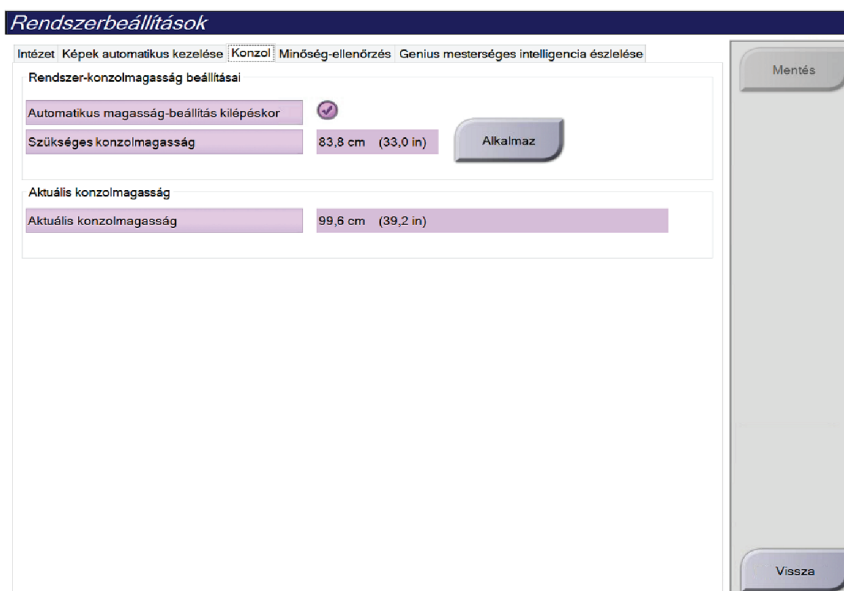 Rendszerbeállítások
Intézet Képek automatikus kezelése Konzol Minőség-ellenőrzés Genius mesterséges intelligencia észlelése
Mentés
Rendszer-konzolmagasság beállításai
Automatikus magasság-beállítás kilépéskor
Szükséges konzolmagasság 83,8 cm (33,0 in) Alkalmaz
Aktuális konzolmagasság
Aktuális konzolmagasság 99,6 cm (39,2 in)
Vissza